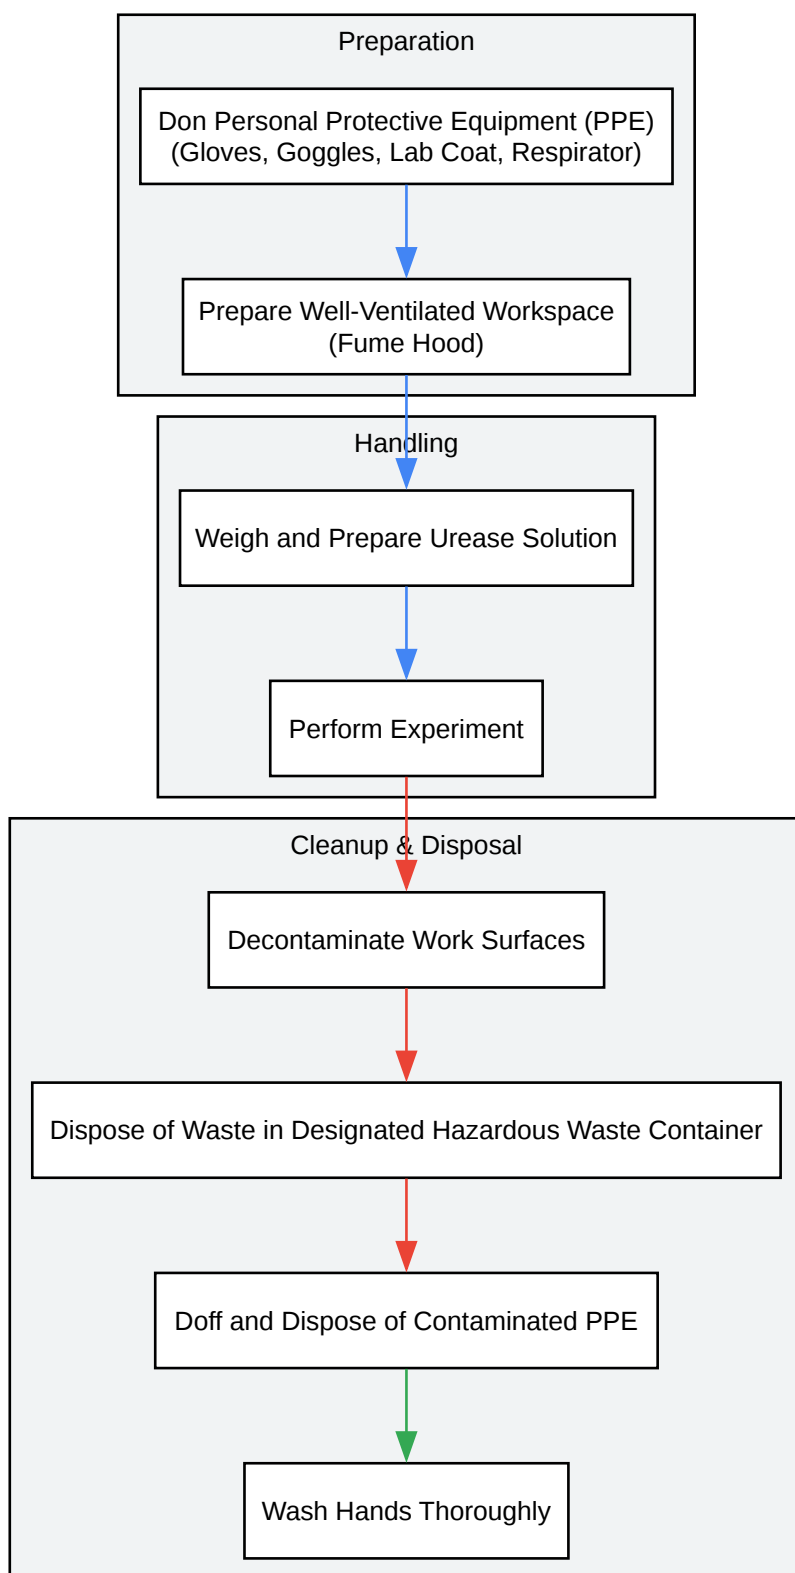 Preparation
Don Personal Protective Equipment (PPE)
(Gloves, Goggles, Lab Coat, Respirator)
Prepare Well-Ventilated Workspace
(Fume Hood)
Handling
Weigh and Prepare Urease Solution
Perform Experiment
Cleanup & Disposal
Decontaminate Work Surfaces
Dispose of Waste in Designated Hazardous Waste Container
Doff and Dispose of Contaminated PPE
Wash Hands Thoroughly